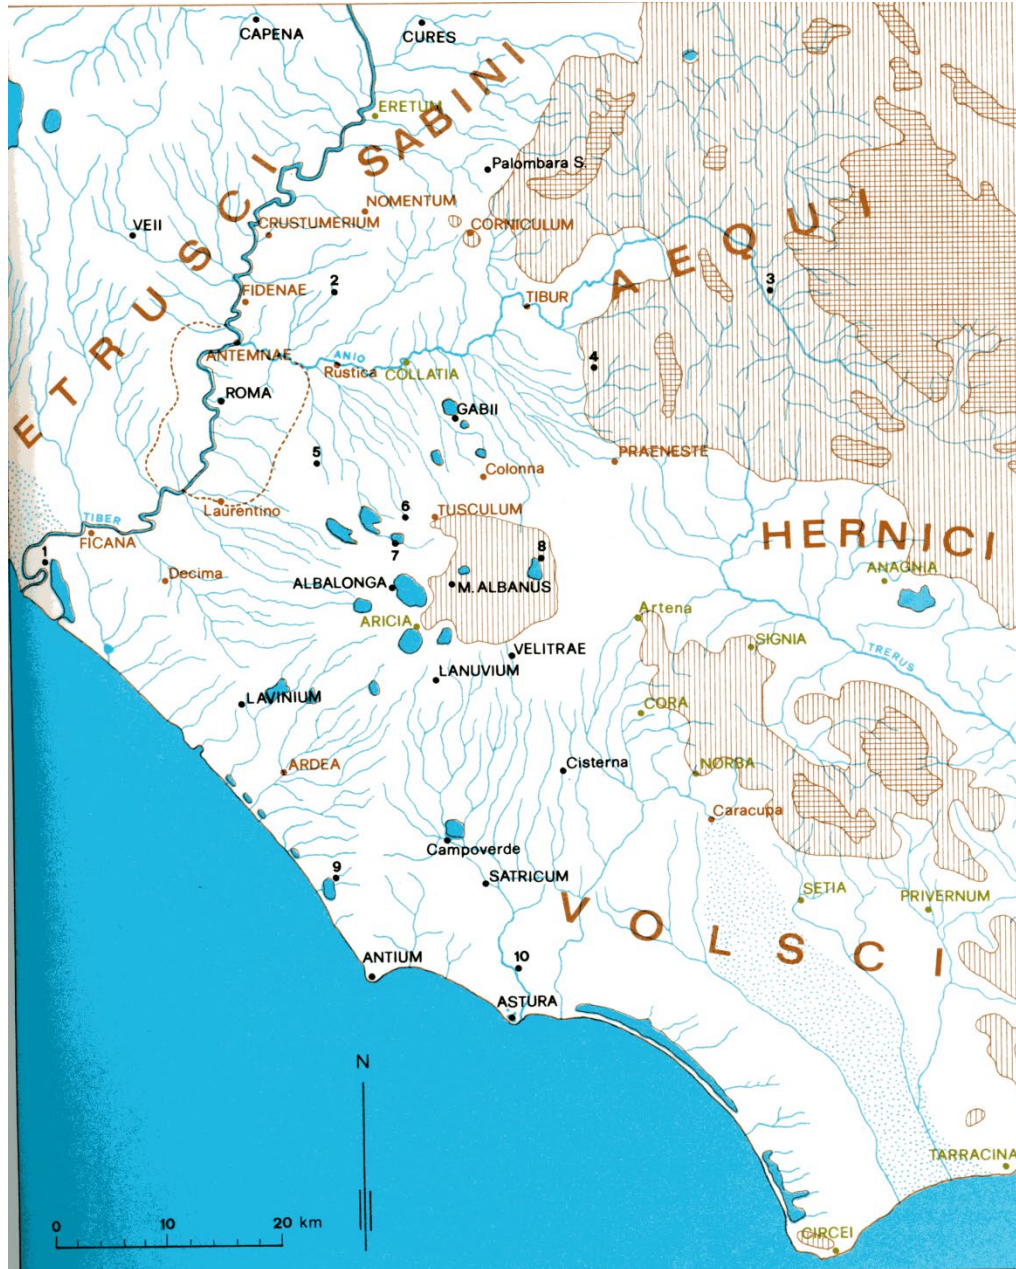 CAPENA
CURES
ERETUM
SABINI
Palombara S.
NOMENTUM
CORNICULUM
VEII
CRUSTUMERIUM
ETRUSCI
AEQUI
2
3
FIDENAE
TIBUR
ANTEMNAE
ANIO
Rustica
COLLATIA
4
ROMA
GABII
5
Colonna
PRAENESTE
Laurentino
TIBER
6
TUSCULUM
FICANA
HERNICI
1
7
8
Decima
ALBALONGA
M. ALBANUS
ANAGNIA
ARICIA
Artena
SIGNIA
TRERUS
VELITRAE
LANUVIUM
LAVINIUM
CORA
ARDEA
Cisterna
NORBA
Caracupa
Campoverde
9
SATRICUM
SETIA
PRIVERNUM
VOLSCI
ANTIUM
10
ASTURA
N
TARRACINA
0 10 20 km
CIRCEI